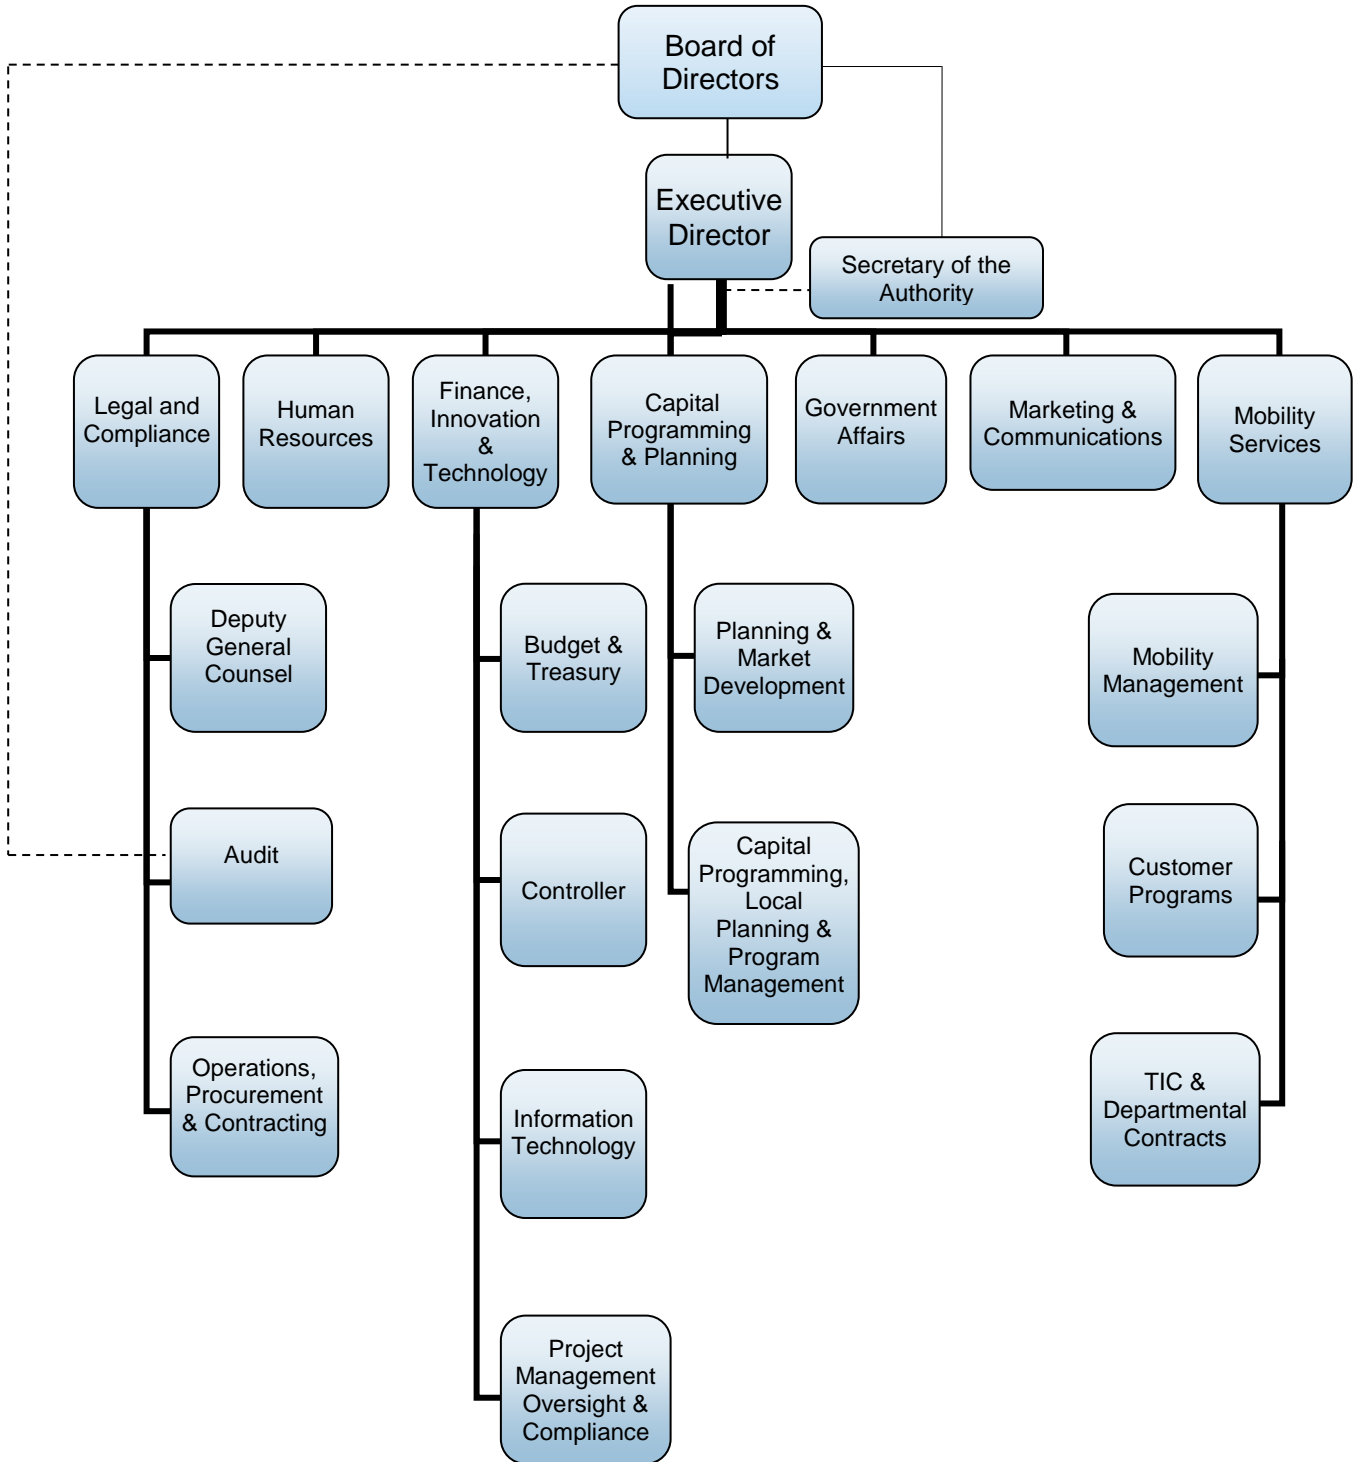 Board of
Directors
Executive
Director
Secretary of the
Authority
Legal and
Compliance
Human
Resources
Finance,
Innovation
&
Technology
Capital
Programming
& Planning
Government
Affairs
Marketing &
Communications
Mobility
Services
Deputy
General
Counsel
Budget &
Treasury
Planning &
Market
Development
Mobility
Management
Audit
Controller
Capital
Programming,
Local
Planning &
Program
Management
Customer
Programs
Operations,
Procurement
& Contracting
Information
Technology
TIC &
Departmental
Contracts
Project
Management
Oversight &
Compliance